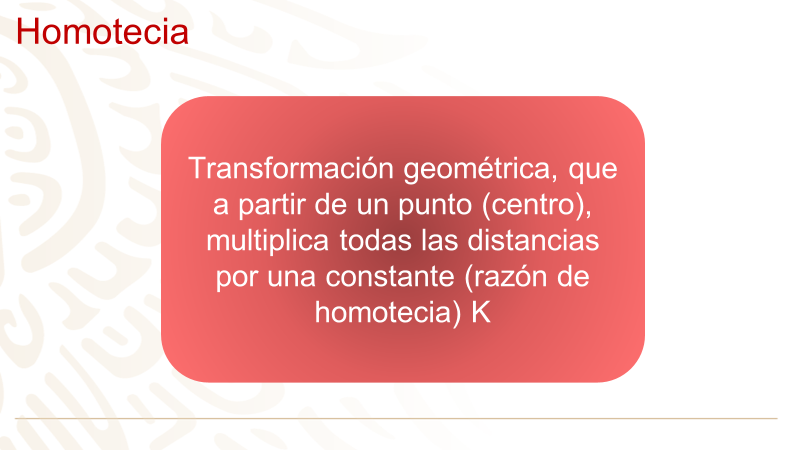 Homotecia
Transformación geométrica, que
a partir de un punto (centro),
multiplica todas las distancias
por una constante (razón de
homotecia) K